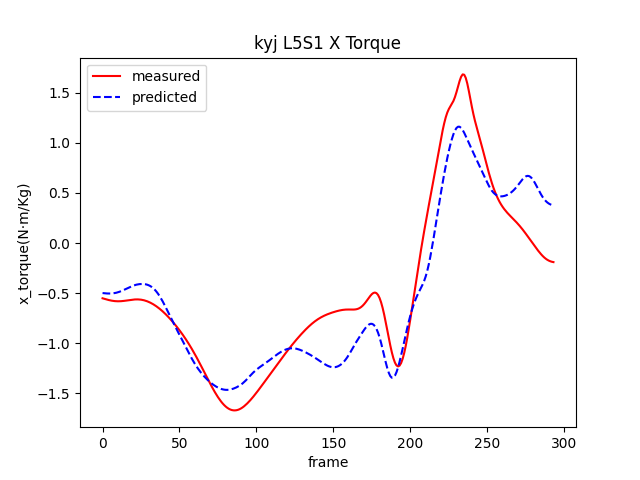 kyj L5S1 X Torque
measured
predicted
1.5
1.0
0.5
0.0
−0.5
−1.0
−1.5
x_torque(N·m/Kg)
0 50 100 150 200 250 300
frame